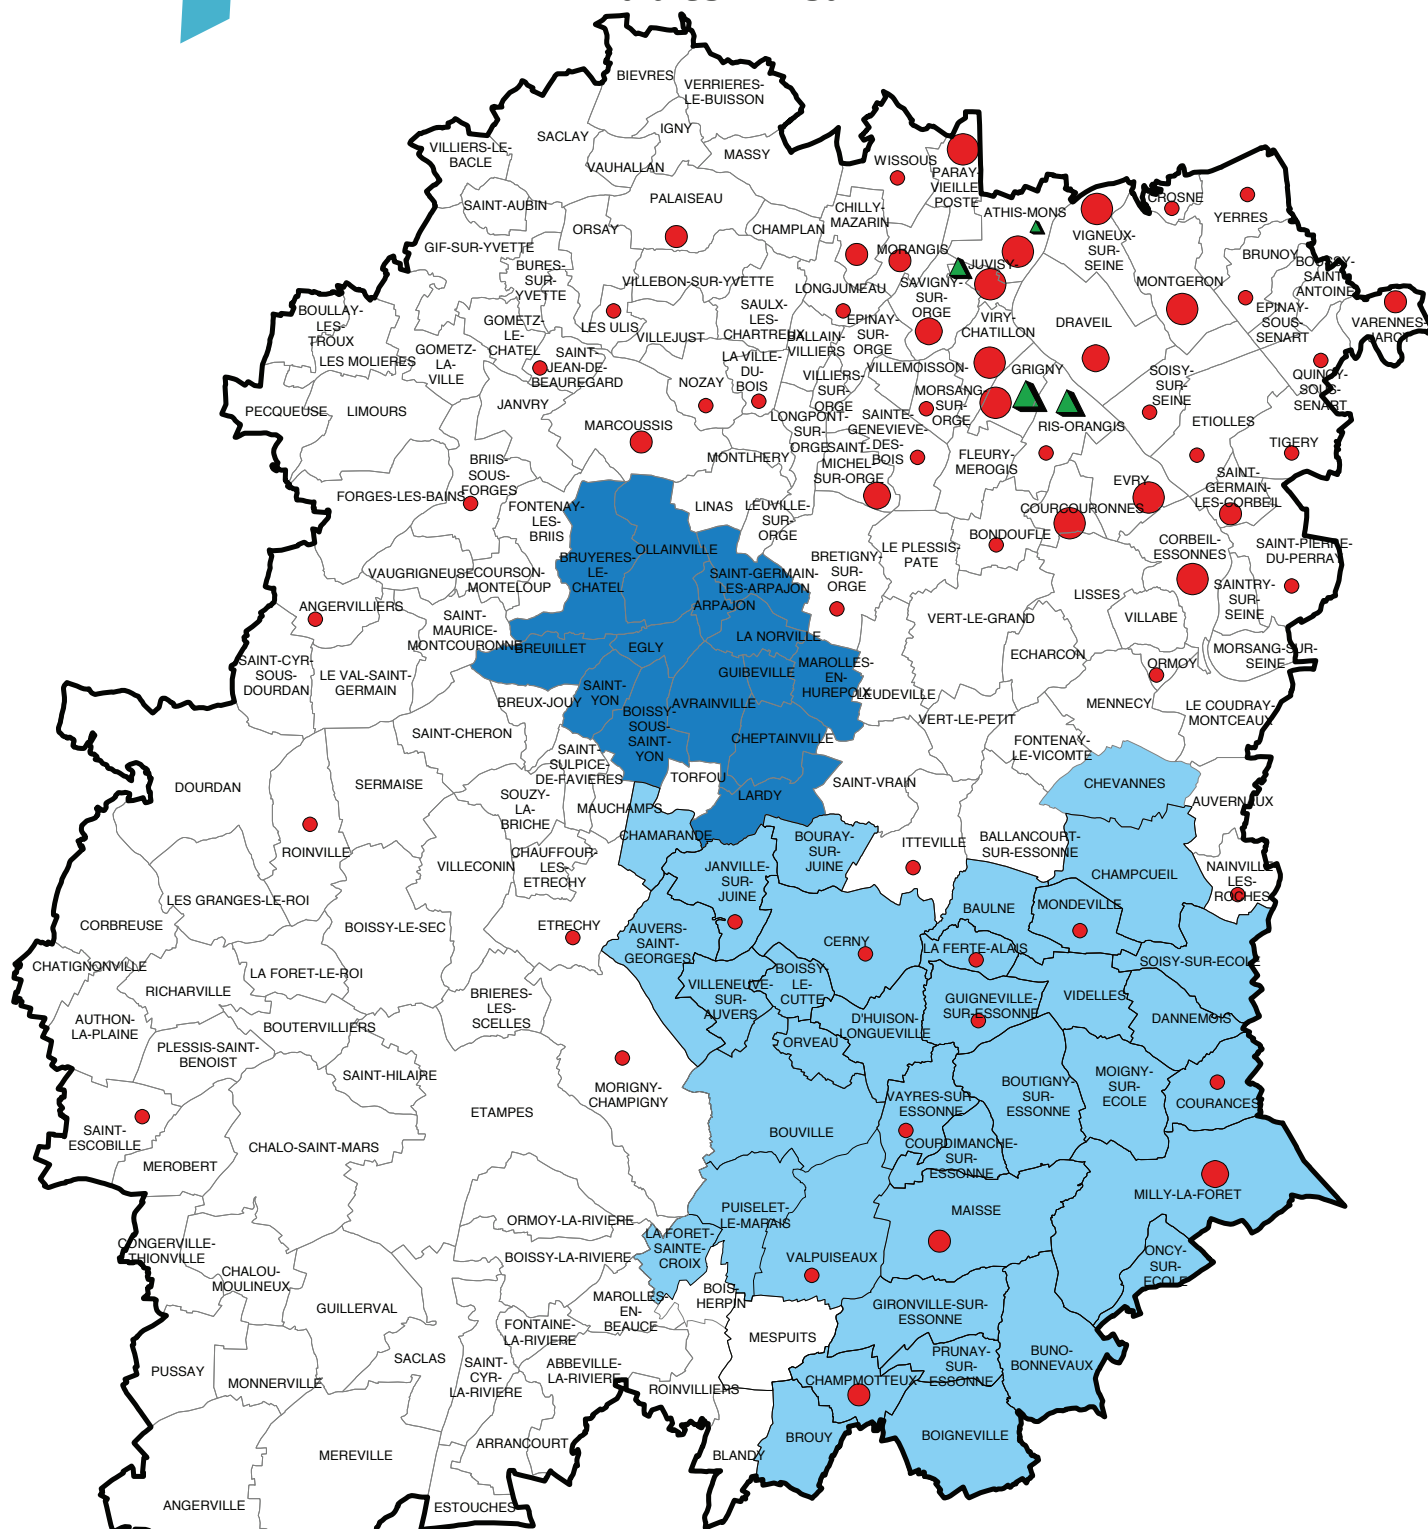 BIEVRES
VERRIERES-
LE-BUISSON
IGNY
SACLAY
VILLIERS-LE-
BACLE
VAUHALLAN
MASSY
WISSOUS
PARAY-
VIEILLE
POSTE
PALAISEAU
SAINT-AUBIN
ORSAY
CHAMPLAN
CHILLY-
MAZARIN
ATHIS-MONS
CROSNE
YERRES
VIGNEUX-
SUR-
SEINE
GIF-SUR-YVETTE
BURES-
SUR-
YVETTE
VILLEBON-SUR-YVETTE
MORANGIS
LONGJUMEAU
SAVIGNY-
SUR-
ORGE
JUVISY-
MONTGERON
BRUNOY
BOUSSY-
SAINT-
ANTOINE
EPINAY-
SOUS-
SENART
VARENNES-
JARCY
BOULLAY-
LES-
TROUX
LES MOLIERES
GOMETZ-
LA-
VILLE
GOMETZ-
LE-
CHATEL
LES ULIS
VILLEJUST
SAULX-
LES-
CHARTREUX
BALLAIN-
VILLIERS
EPINAY-
SUR-
ORGE
VIRY-
CHATILLON
DRAVEIL
SAINT-
JEAN-DE-
BEAUREGARD
LA VILLE-
DU-
BOIS
NOZAY
VILLIERS-
SUR-
ORGE
VILLEMOISSON-
MORSANG-
SUR-
ORGE
GRIGNY
SOISY-
SUR-
SEINE
QUINCY-
SOUS-
SENART
PECQUEUSE
LIMOURS
JANVRY
MARCOUSSIS
LONGPONT-
SUR-
ORGE
SAINTE-
GENEVIEVE-
DES-
BOIS
RIS-ORANGIS
ETIOLLES
TIGERY
MONTLHERY
SAINT-
MICHEL-
SUR-ORGE
FLEURY-
MEROGIS
BRIIS-
SOUS-
FORGES
FORGES-LES-BAINS
FONTENAY-
LES-
BRIIS
LINAS
LEUVILLE-
SUR-
ORGE
EVRY
COURCOURONNES
SAINT-
GERMAIN-
LES-CORBEIL
BONDOUFLE
CORBEIL-
ESSONNES
SAINT-PIERRE-
DU-PERRAY
OLLAINVILLE
BRUYERES-
LE-
CHATEL
SAINT-GERMAIN-
LES-ARPAJON
BRETIGNY-
SUR-
ORGE
LE PLESSIS-
PATE
VAUGRIGNEUSE
COURSON-
MONTELOUP
ARPAJON
LISSES
SAINTRY-
SUR-
SEINE
ANGERVILLIERS
SAINT-
MAURICE-
MONTCOURONNE
LA NORVILLE
VERT-LE-GRAND
VILLABE
BREUILLET
EGLY
ECHARCON
ORMOY
MORSANG-SUR-
SEINE
SAINT-CYR-
SOUS-
DOURDAN
LE VAL-SAINT-
GERMAIN
GUIBEVILLE
MAROLLES-
EN-
HUREPOIX
LEUDEVILLE
BREUX-JOUY
SAINT-
YON
AVRAINVILLE
MENNECY
LE COUDRAY-
MONTCEAUX
BOISSY-
SOUS-
SAINT-
YON
VERT-LE-PETIT
SAINT-CHERON
CHEPTAINVILLE
FONTENAY-
LE-VICOMTE
SAINT-
SULPICE-
DE-FAVIERES
TORFOU
SAINT-VRAIN
CHEVANNES
DOURDAN
SERMAISE
LARDY
AUVERNAUX
SOUZY-
LA-
BRICHE
MAUCHAMPS
CHAMARANDE
BOURAY-
SUR-
JUINE
ITTEVILLE
BALLANCOURT-
SUR-ESSONNE
ROINVILLE
VILLECONIN
CHAUFFOUR-
LES-
ETRECHY
JANVILLE-
SUR-
JUINE
CHAMPCUEIL
NAINVILLE
LES-
ROCHES
LES GRANGES-LE-ROI
BAULNE
MONDEVILLE
CORBREUSE
BOISSY-LE-SEC
ETRECHY
AUVERS-
SAINT-
GEORGES
CERNY
LA FERTE-ALAIS
SOISY-SUR-ECOLE
CHATIGNONVILLE
LA FORET-LE-ROI
RICHARVILLE
BRIERES-
LES-
SCELLES
VILLENEUVE-
SUR-
AUVERS
BOISSY-
LE-
CUTTE
GUIGNEVILLE-
SUR-ESSONNE
VIDELLES
AUTHON-
LA-PLAINE
BOUTERVILLIERS
D'HUISON-
LONGUEVILLE
DANNEMOIS
PLESSIS-SAINT-
BENOIST
ORVEAU
SAINT-HILAIRE
MORIGNY-
CHAMPIGNY
VAYRES-SUR-
ESSONNE
BOUTIGNY-
SUR-
ESSONNE
MOIGNY-
SUR-
ECOLE
COURANCES
ETAMPES
SAINT-
ESCOBILLE
CHALO-SAINT-MARS
BOUVILLE
COURDIMANCHE-
SUR-
ESSONNE
MEROBERT
MILLY-LA-FORET
PUISELET-
LE-MARAIS
MAISSE
ORMOY-LA-RIVIERE
CONGERVILLE-
THIONVILLE
BOISSY-LA-RIVIERE
LA FORET-
SAINTE-
CROIX
VALPUISEAUX
ONCY-
SUR-
ECOLE
CHALOU-
MOULINEUX
GUILLERVAL
MAROLLES-
EN-
BEAUCE
BOIS-
HERPIN
GIRONVILLE-SUR-
ESSONNE
FONTAINE-
LA-RIVIERE
MESPUITS
PUSSAY
SACLAS
SAINT-
CYR-
LA-RIVIERE
ABBEVILLE-
LA-RIVIERE
PRUNAY-
SUR-
ESSONNE
BUNO-
BONNEVAUX
MONNERVILLE
ROINVILLIERS
CHAMPMOTTEUX
BROUY
BOIGNEVILLE
MEREVILLE
ARRANCOURT
BLANDY
ANGERVILLE
ESTOUCHES